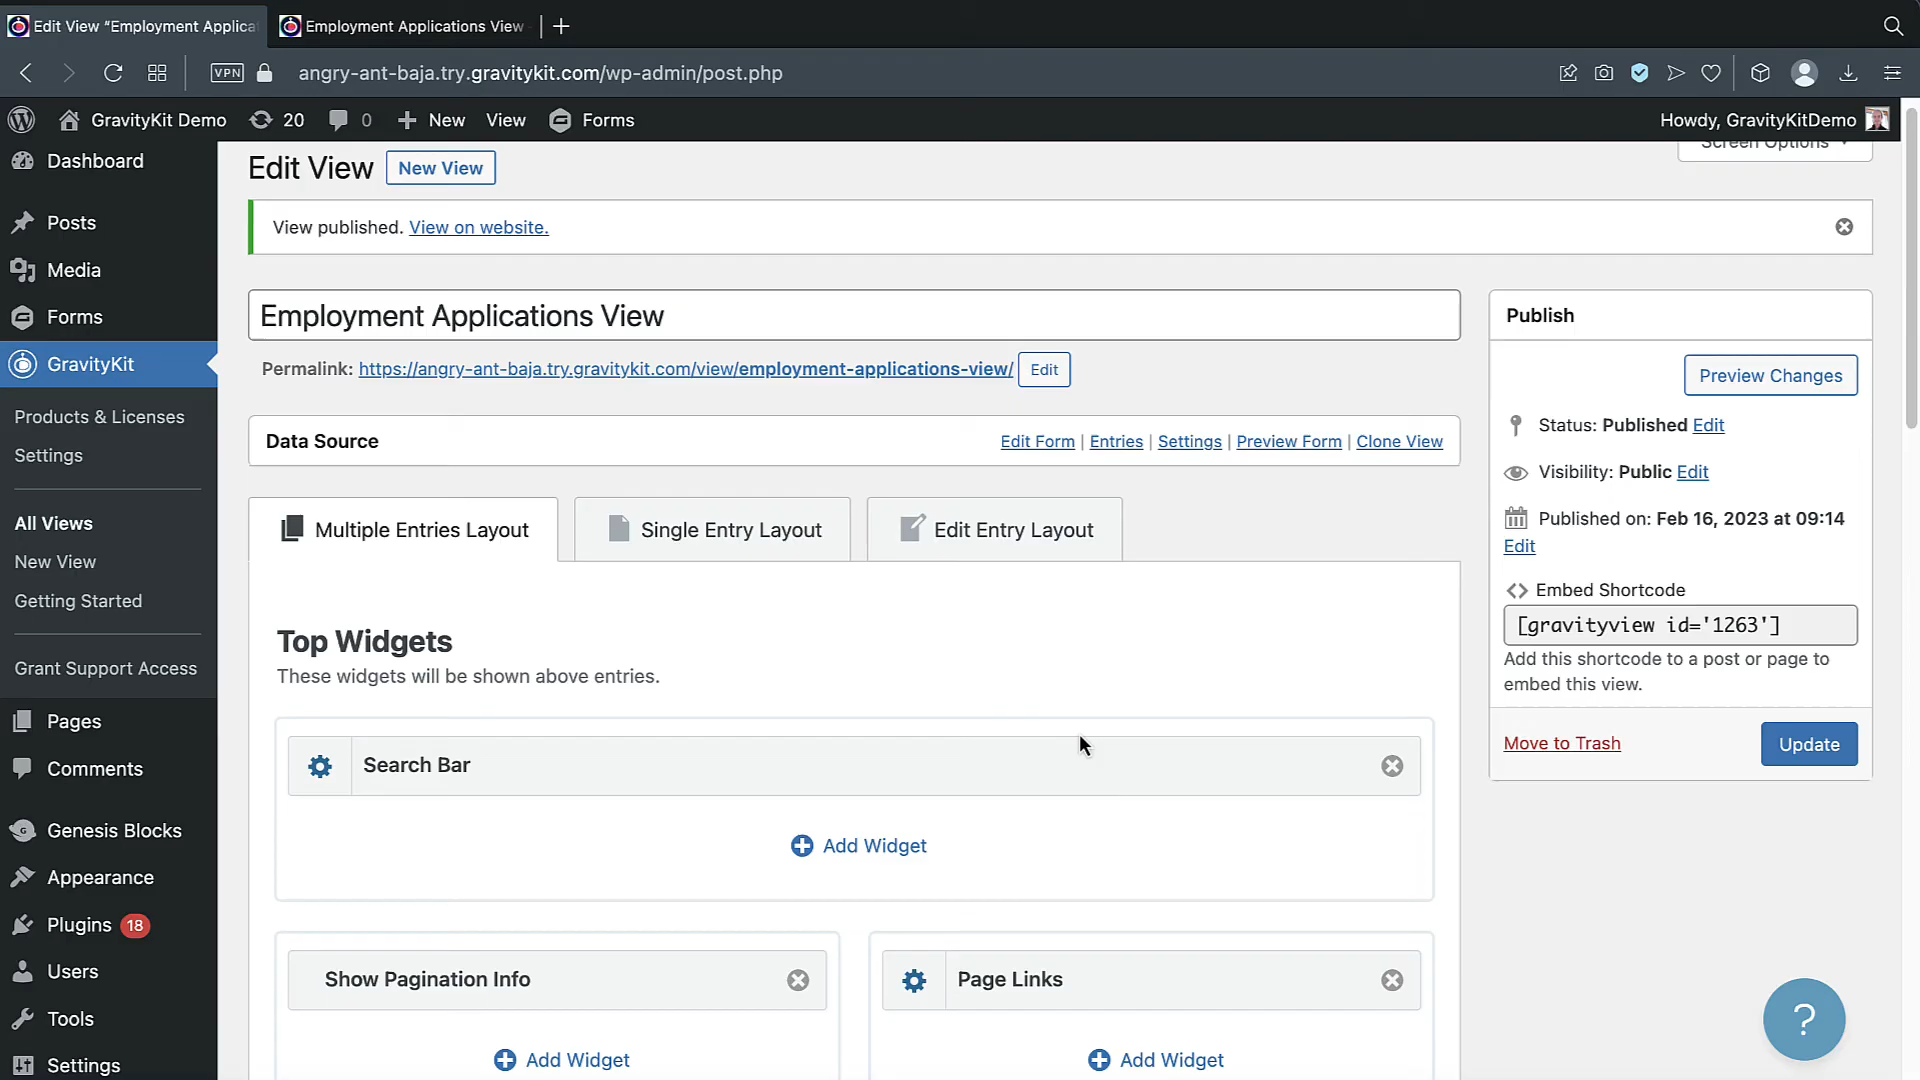 Edit View “Employment Applica
Employment Applications View
VPN
angry-ant-baja.try.gravitykit.com/wp-admin/post.php
GravityKit Demo
20
0
New
View
Forms
Howdy, GravityKitDemo
Dashboard
Posts
Media
Forms
GravityKit
Products & Licenses
Settings
All Views
New View
Getting Started
Grant Support Access
Pages
Comments
Genesis Blocks
Appearance
Plugins 18
Users
Tools
Settings
Screen Options
Edit View
New View
View published. View on website.
Employment Applications View
Permalink: https://angry-ant-baja.try.gravitykit.com/view/employment-applications-view/ Edit
Data Source
Edit Form | Entries | Settings | Preview Form | Clone View
Multiple Entries Layout
Single Entry Layout
Edit Entry Layout
Top Widgets
These widgets will be shown above entries.
Search Bar
Add Widget
Show Pagination Info
Add Widget
Page Links
Add Widget
Publish
Preview Changes
Status: Published Edit
Visibility: Public Edit
Published on: Feb 16, 2023 at 09:14
Edit
Embed Shortcode
[gravityview id='1263']
Add this shortcode to a post or page to
embed this view.
Move to Trash
Update
?